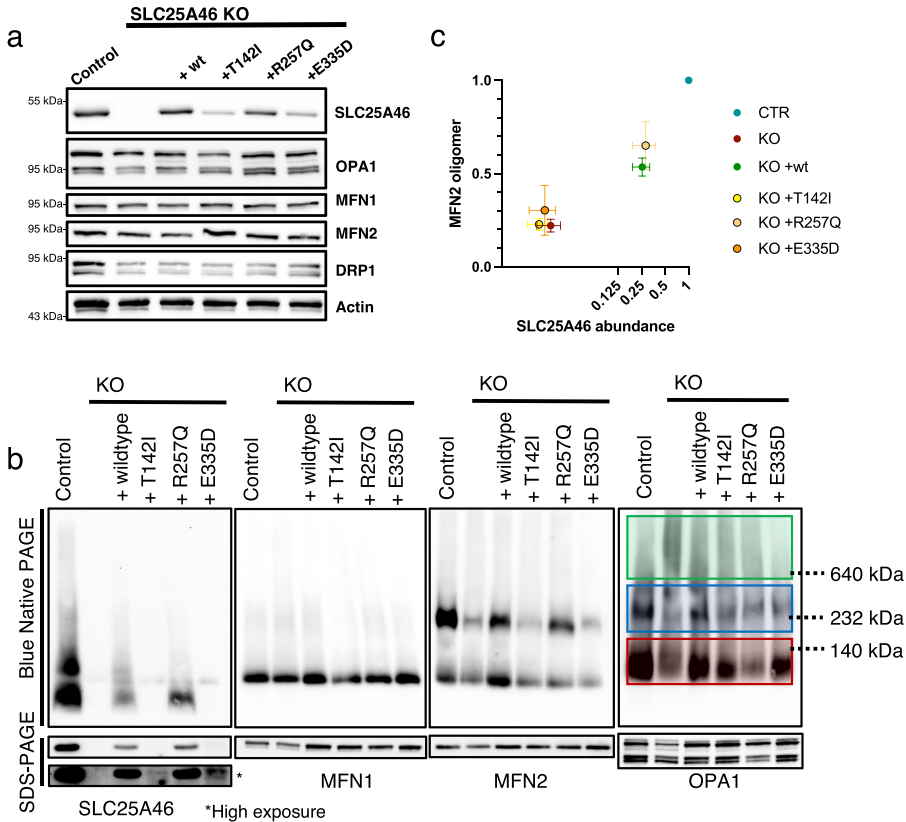 SLC25A46 KO
a
Control
+ wt
+T142I
+R257Q
+E335D
55 kDa-
SLC25A46
95 kDa-
OPA1
95 kDa-
MFN1
95 kDa-
MFN2
95 kDa-
DRP1
Actin
43 kDa-
c
1.0
0.5
0.0
MFN2 oligomer
0.125
0.25
0.5
1
SLC25A46 abundance
CTR
KO
KO +wt
KO +T142I
KO +R257Q
KO +E335D
b
KO
KO
KO
KO
Control
+ wildtype
+ T142I
+ R257Q
+ E335D
Control
+ wildtype
+ T142I
+ R257Q
+ E335D
Control
+ wildtype
+ T142I
+ R257Q
+ E335D
Control
+ wildtype
+ T142I
+ R257Q
+ E335D
Blue Native PAGE
640 kDa
232 kDa
140 kDa
SDS-PAGE
*
SLC25A46
MFN1
MFN2
OPA1
*High exposure